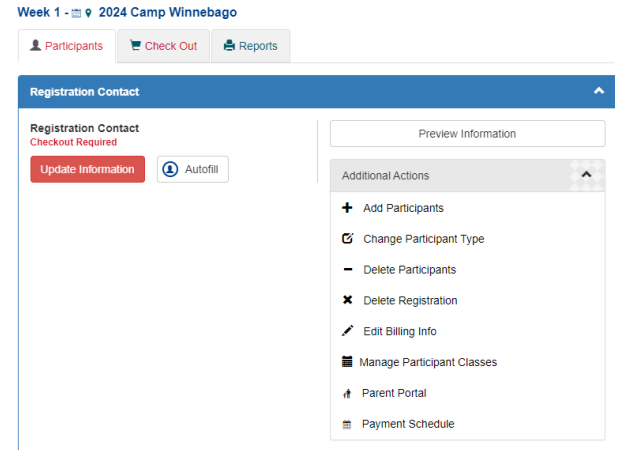 Week 1 - 2024 Camp Winnebago
Participants
Check Out
Reports
Registration Contact
Registration Contact
Checkout Required
Update Information
Autofill
Preview Information
Additional Actions
Add Participants
Change Participant Type
Delete Participants
Delete Registration
Edit Billing Info
Manage Participant Classes
Parent Portal
Payment Schedule